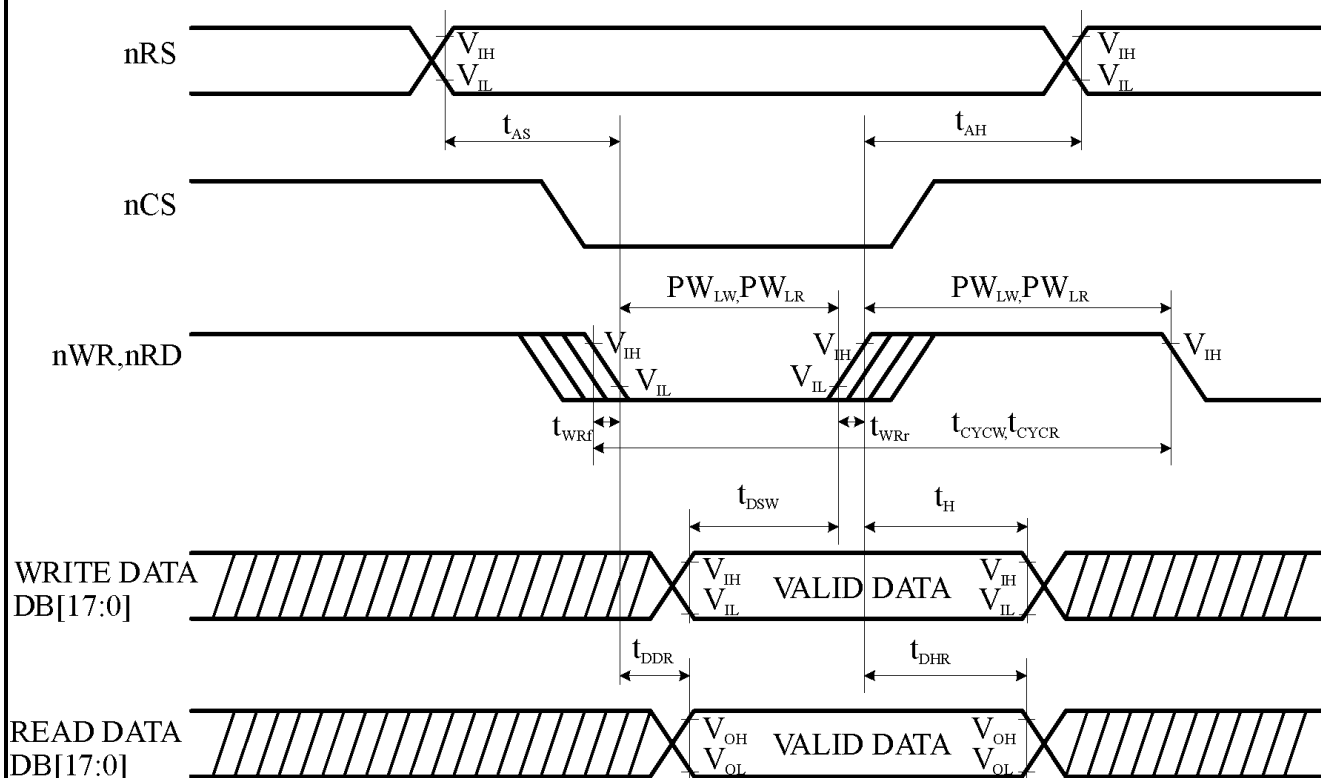 nRS
VIH
VIL
VIH
VIL
tAS
tAH
nCS
PWLW,PWLR
PWLW,PWLR
nWR,nRD
VIH
VIL
VIH
VIL
VIH
tWRf
tWRr
tCYCW,tCYCR
tDSW
tH
WRITE DATA
DB[17:0]
VIH
VIL
VALID DATA
VIH
VIL
tDDR
tDHR
READ DATA
DB[17:0]
VOH
VOL
VALID DATA
VOH
VOL